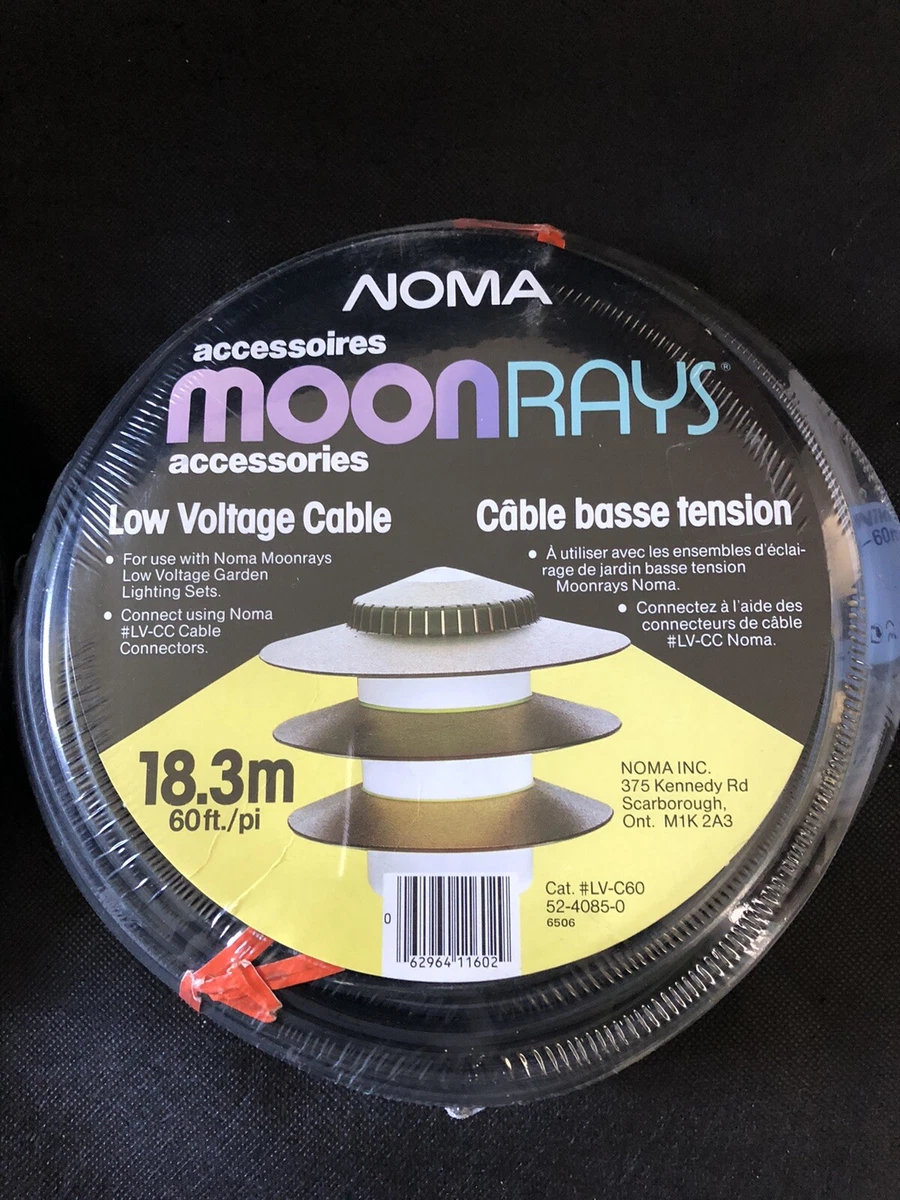 NOMA
accessoires
moonRAYS®
accessories
Low Voltage Cable
• For use with Noma Moonrays
Low Voltage Garden
Lighting Sets.
• Connect using Noma
#LV-CC Cable
Connectors.
Câble basse tension
• À utiliser avec les ensembles d'éclai-
rage de jardin basse tension
Moonrays Noma.
• Connectez à l'aide des
connecteurs de câble
#LV-CC Noma.
18.3m
60 ft./pi
NOMA INC.
375 Kennedy Rd
Scarborough,
Ont. M1K 2A3
Cat. #LV-C60
52-4085-0
6506
0 62964 11602
-60m